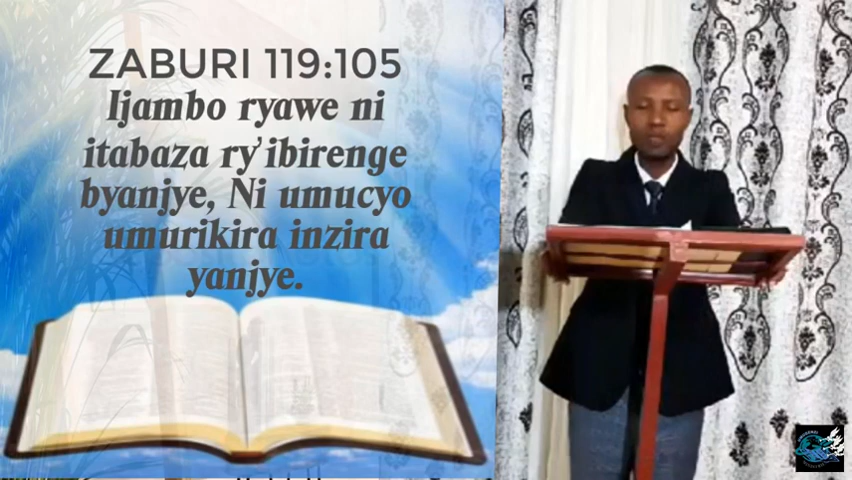 ZABURI 119:105
Ijambo ryawe ni
itabaza ry'ibirenge
byanjye, Ni umucyo
umurikira inzira
yanjye.